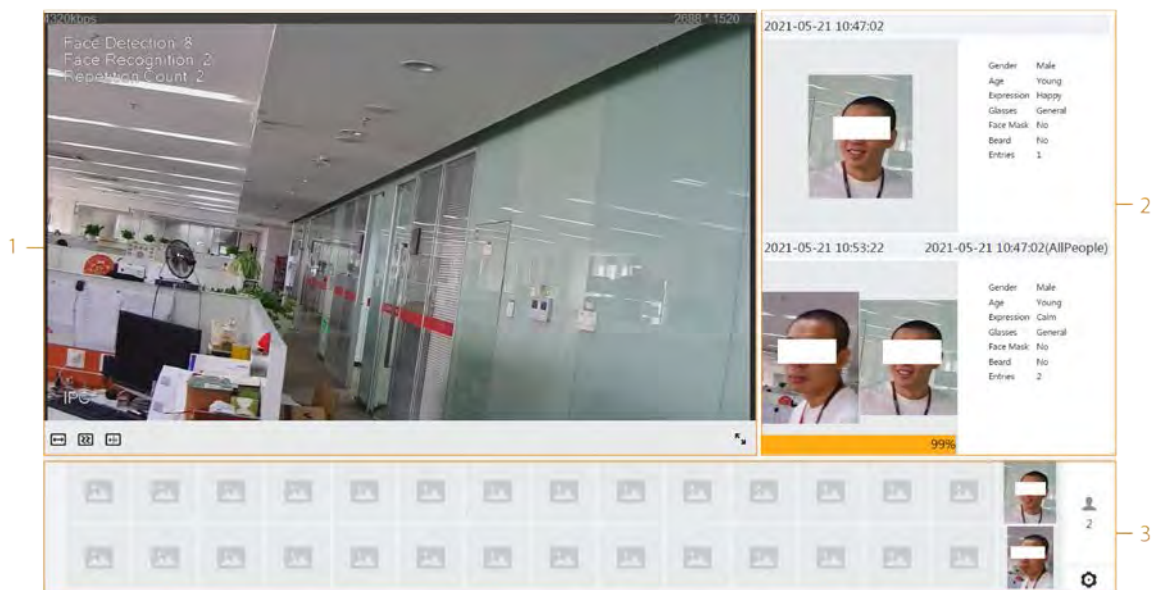 4320kbps
2688 * 1520
Face Detection 8
Face Recognition 2
Repetition Count 2
IPC
1
2021-05-21 10:47:02
Gender Male
Age Young
Expression Happy
Glasses General
Face Mask No
Beard No
Entries 1
2
2021-05-21 10:53:22 2021-05-21 10:47:02(AllPeople)
Gender Male
Age Young
Expression Calm
Glasses General
Face Mask No
Beard No
Entries 2
99%
2
3